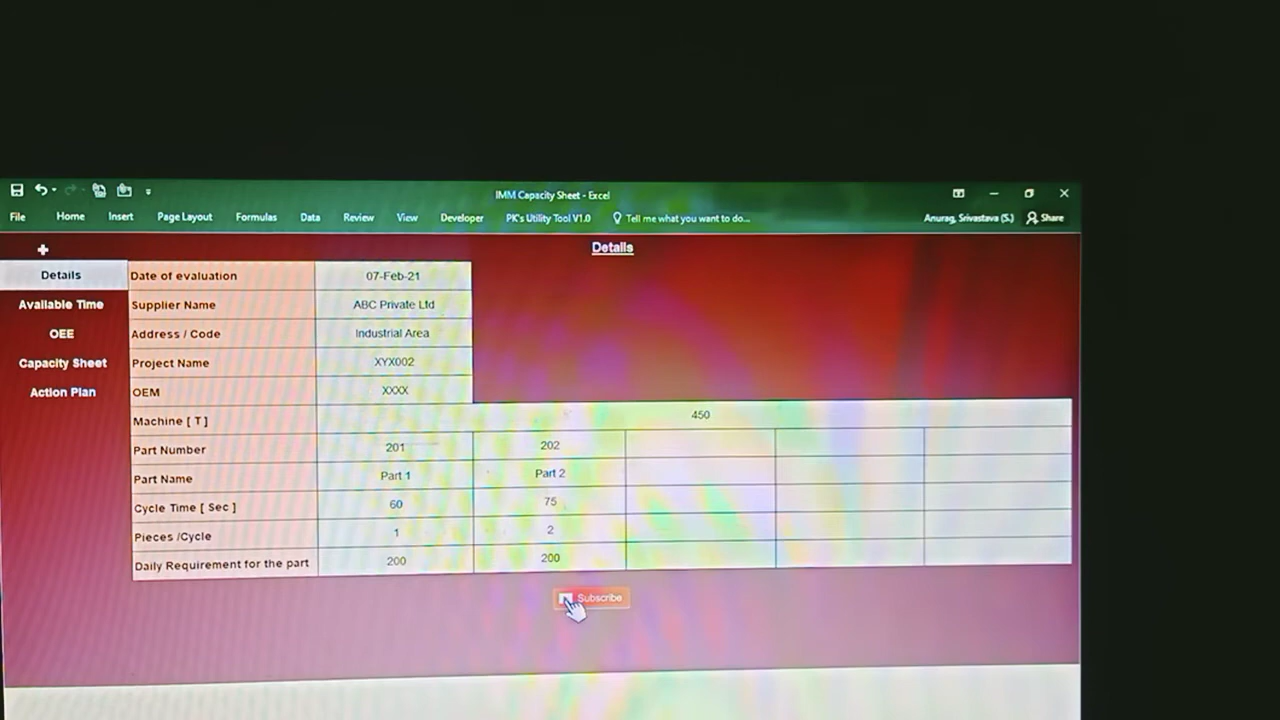 IMM Capacity Sheet - Excel
File Home Insert Page Layout Formulas Data Review View Developer PK's Utility Tool V1.0 Tell me what you want to do... Anurag, Srivastava (S.) Share
Details
Details Date of evaluation 07-Feb-21
Available Time Supplier Name ABC Private Ltd
OEE Address / Code Industrial Area
Capacity Sheet Project Name XYX002
Action Plan OEM XXXX
Machine [ T ] 450
Part Number 201 202
Part Name Part 1 Part 2
Cycle Time [ Sec ] 60 75
Pieces /Cycle 1 2
Daily Requirement for the part 200 200
Subscribe